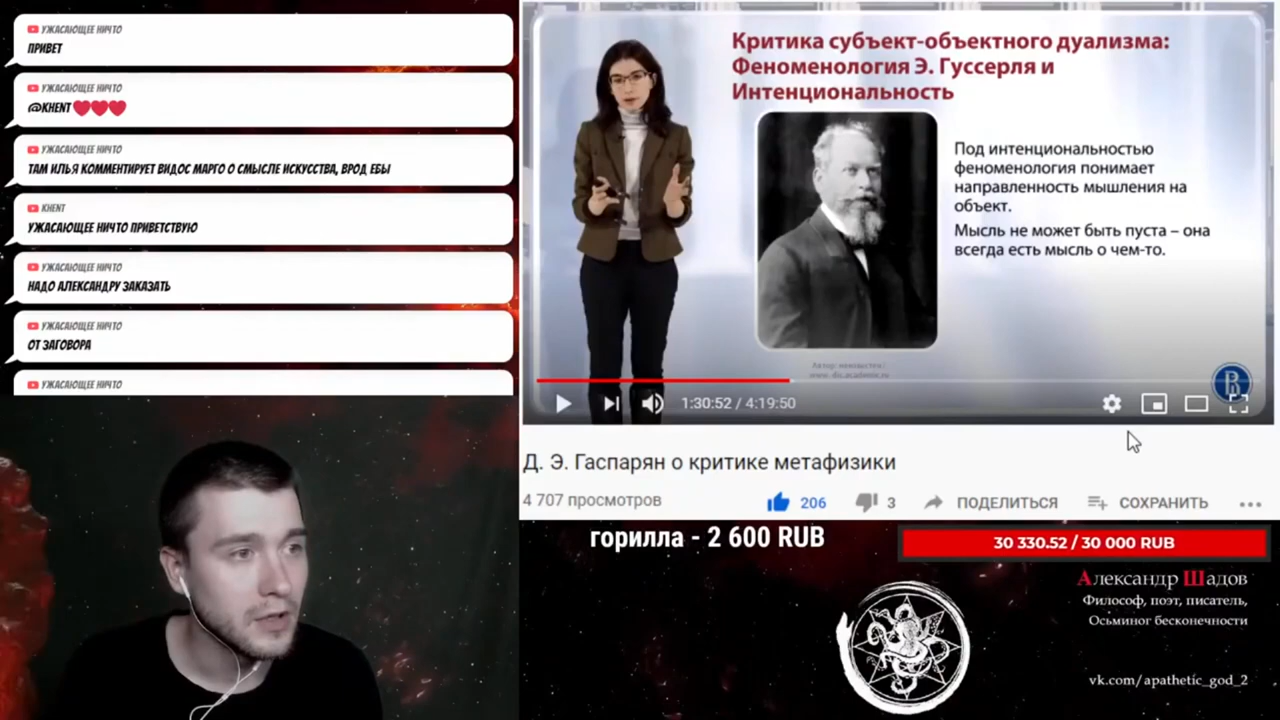 УЖАСАЮЩЕЕ НИЧТО
ПРИВЕТ
УЖАСАЮЩЕЕ НИЧТО
@KHENT❤❤❤
УЖАСАЮЩЕЕ НИЧТО
ТАМ ИЛЬЯ КОММЕНТИРУЕТ ВИДОС МАРГО О СМЫСЛЕ ИСКУССТВА, ВРОД ЕБЫ
KHENT
УЖАСАЮЩЕЕ НИЧТО ПРИВЕТСТВУЮ
УЖАСАЮЩЕЕ НИЧТО
НАДО АЛЕКСАНДРУ ЗАКАЗАТЬ
УЖАСАЮЩЕЕ НИЧТО
ОТ ЗАГОВОРА
УЖАСАЮЩЕЕ НИЧТО
Критика субъект-объектного дуализма:
Феноменология Э. Гуссерля и
Интенциональность
Под интенциональностью
феноменология понимает
направленность мышления на
объект.
Мысль не может быть пуста – она
всегда есть мысль о чем-то.
Автор неизвестен/
1:30:52 / 4:19:50
Д. Э. Гаспарян о критике метафизики
4 707 просмотров
206
3
ПОДЕЛИТЬСЯ
СОХРАНИТЬ
горилла - 2 600 RUB
30 330.52 / 30 000 RUB
Александр Шадов
Философ, поэт, писатель,
Осьминог бесконечности
vk.com/apathetic_god_2